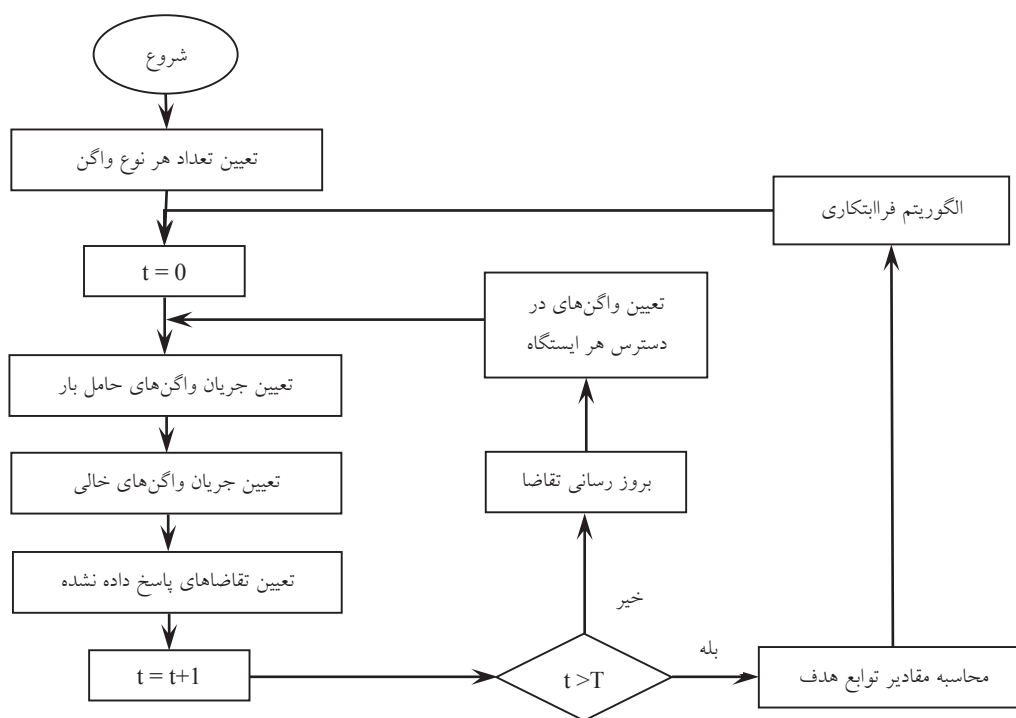 شروع
تعیین تعداد هر نوع واگن
الگوریتم فراابتکاری
t = 0
تعیین واگن‌های در
دسترس هر ایستگاه
تعیین جریان واگن‌های حامل بار
تعیین جریان واگن‌های خالی
بروز رسانی تقاضا
تعیین تقاضاهای پاسخ داده نشده
خیر
t = t+1
t >T
بله
محاسبه مقادیر توابع هدف